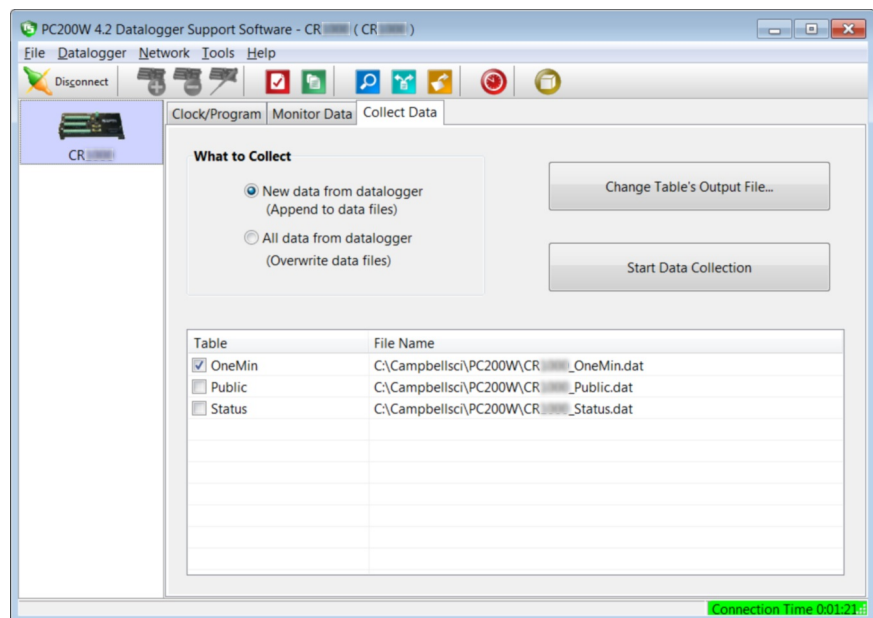 PC200W 4.2 Datalogger Support Software - CR ( CR )
File Datalogger Network Tools Help
Disconnect
Clock/Program Monitor Data Collect Data
CR
What to Collect
New data from datalogger
(Append to data files)
All data from datalogger
(Overwrite data files)
Change Table's Output File...
Start Data Collection
Table File Name
OneMin C:\Campbellsci\PC200W\CR _OneMin.dat
Public C:\Campbellsci\PC200W\CR _Public.dat
Status C:\Campbellsci\PC200W\CR _Status.dat
Connection Time 0:01:21